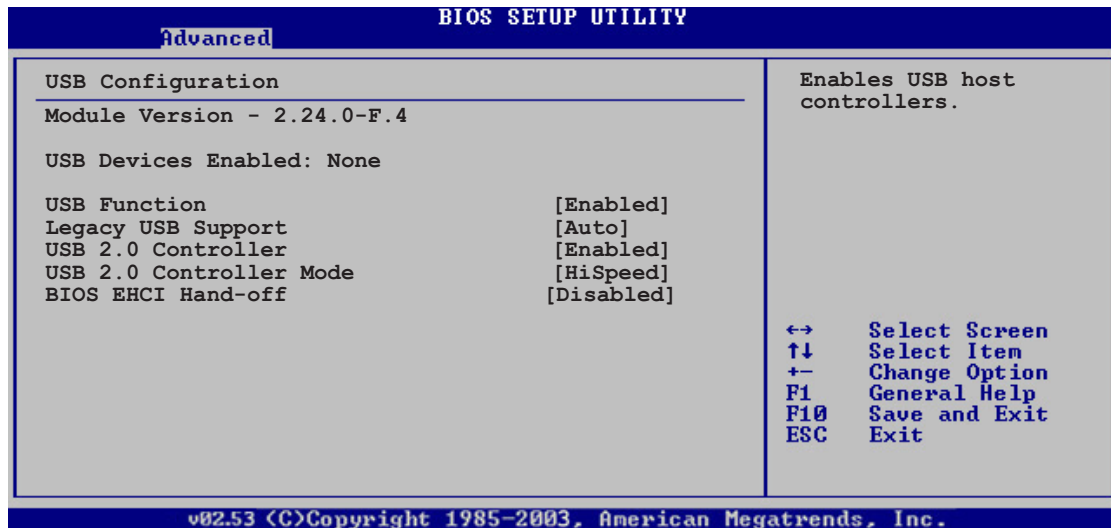 BIOS SETUP UTILITY
Advanced
USB Configuration
Module Version - 2.24.0-F.4
USB Devices Enabled: None
USB Function [Enabled]
Legacy USB Support [Auto]
USB 2.0 Controller [Enabled]
USB 2.0 Controller Mode [HiSpeed]
BIOS EHCI Hand-off [Disabled]
Enables USB host
controllers.
←→ Select Screen
↑↓ Select Item
+- Change Option
F1 General Help
F10 Save and Exit
ESC Exit
v02.53 (C)Copyright 1985-2003, American Megatrends, Inc.